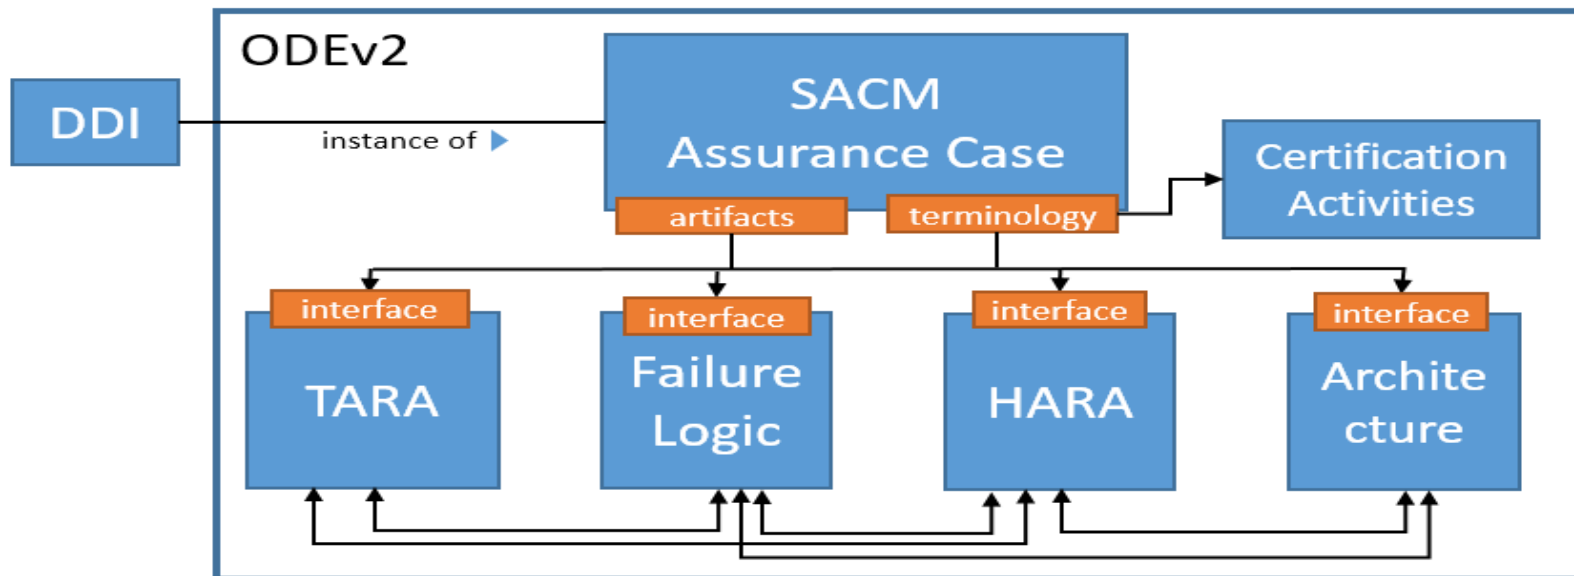 ODEv2
DDI
instance of
SACM
Assurance Case
artifacts
terminology
Certification
Activities
interface
TARA
interface
Failure
Logic
interface
HARA
interface
Archite
cture